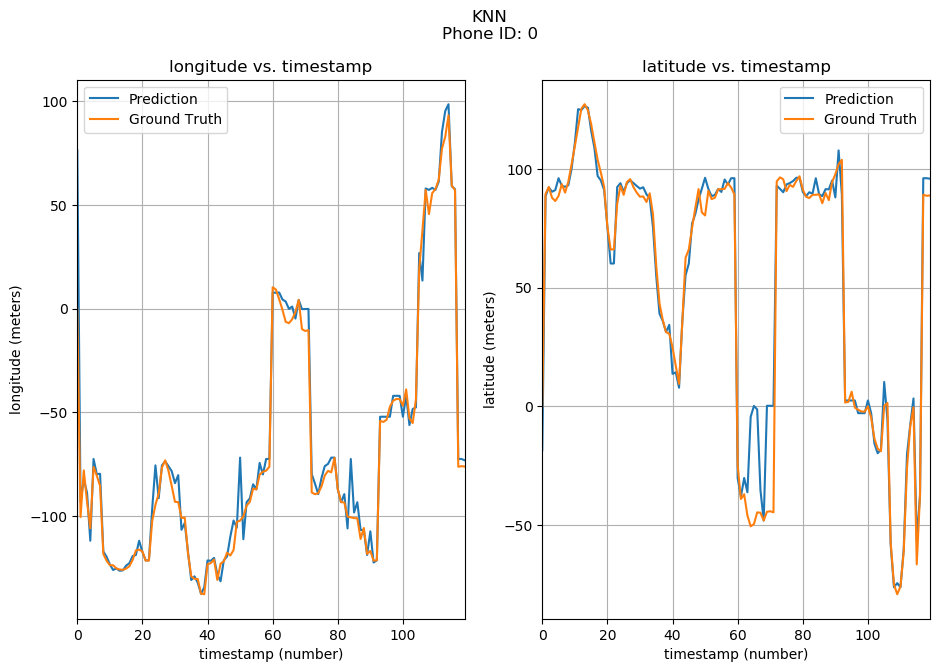 KNN
Phone ID: 0
longitude vs. timestamp
Prediction
Ground Truth
longitude (meters)
100
50
0
−50
−100
0 20 40 60 80 100
timestamp (number)
latitude vs. timestamp
Prediction
Ground Truth
latitude (meters)
100
50
0
−50
0 20 40 60 80 100
timestamp (number)